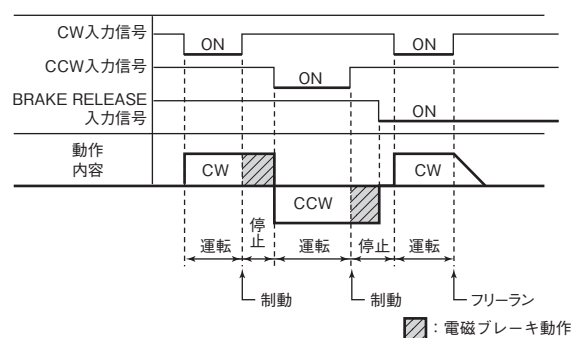 CW入力信号
ON
ON
CCW入力信号
ON
BRAKE RELEASE
入力信号
ON
動作
内容
CW
CW
CCW
停
止
運転
運転
停止
運転
制動
制動
フリーラン
：電磁ブレーキ動作